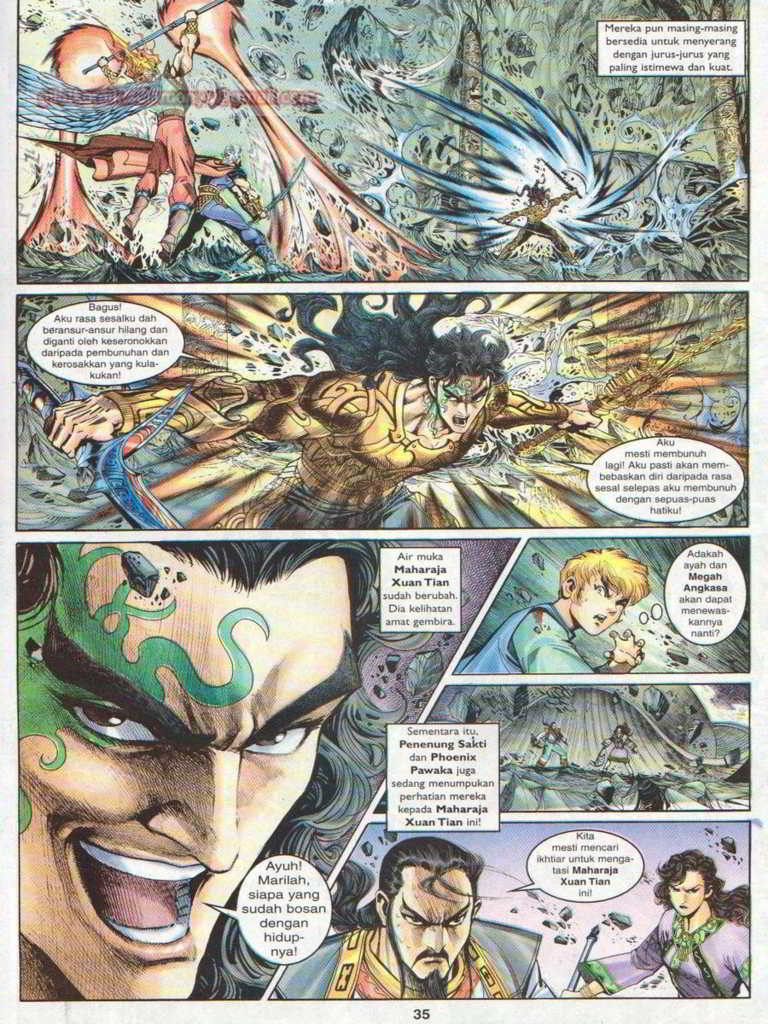 Mereka pun masing-masing
bersedia untuk menyerang
dengan jurus-jurus yang
paling istimewa dan kuat.
Bagus!
Aku rasa sesalku dah
beransur-ansur hilang dan
diganti oleh keseronokkan
daripada pembunuhan dan
kerosakkan yang kula-
kukan!
Aku
mesti membunuh
lagi! Aku pasti akan mem-
bebaskan diri daripada rasa
sesal selepas aku membunuh
dengan sepuas-puas
hatiku!
Air muka
Maharaja
Xuan Tian
sudah berubah.
Dia kelihatan
amat gembira.
Adakah
ayah dan
Megah
Angkasa
akan dapat
menewas-
kannya
nanti?
Sementara itu,
Penenung Sakti
dan Phoenix
Pawaka juga
sedang menumpukan
perhatian mereka
kepada Maharaja
Xuan Tian ini!
Ayuh!
Marilah,
siapa yang
sudah bosan
dengan
hidup-
nya!
Kita
mesti mencari
ikhtiar untuk menga-
tasi Maharaja
Xuan Tian
ini!
35